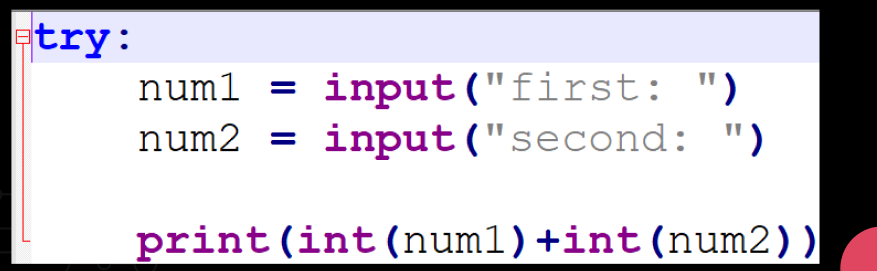 try:
    num1 = input("first: ")
    num2 = input("second: ")
    print(int(num1)+int(num2))